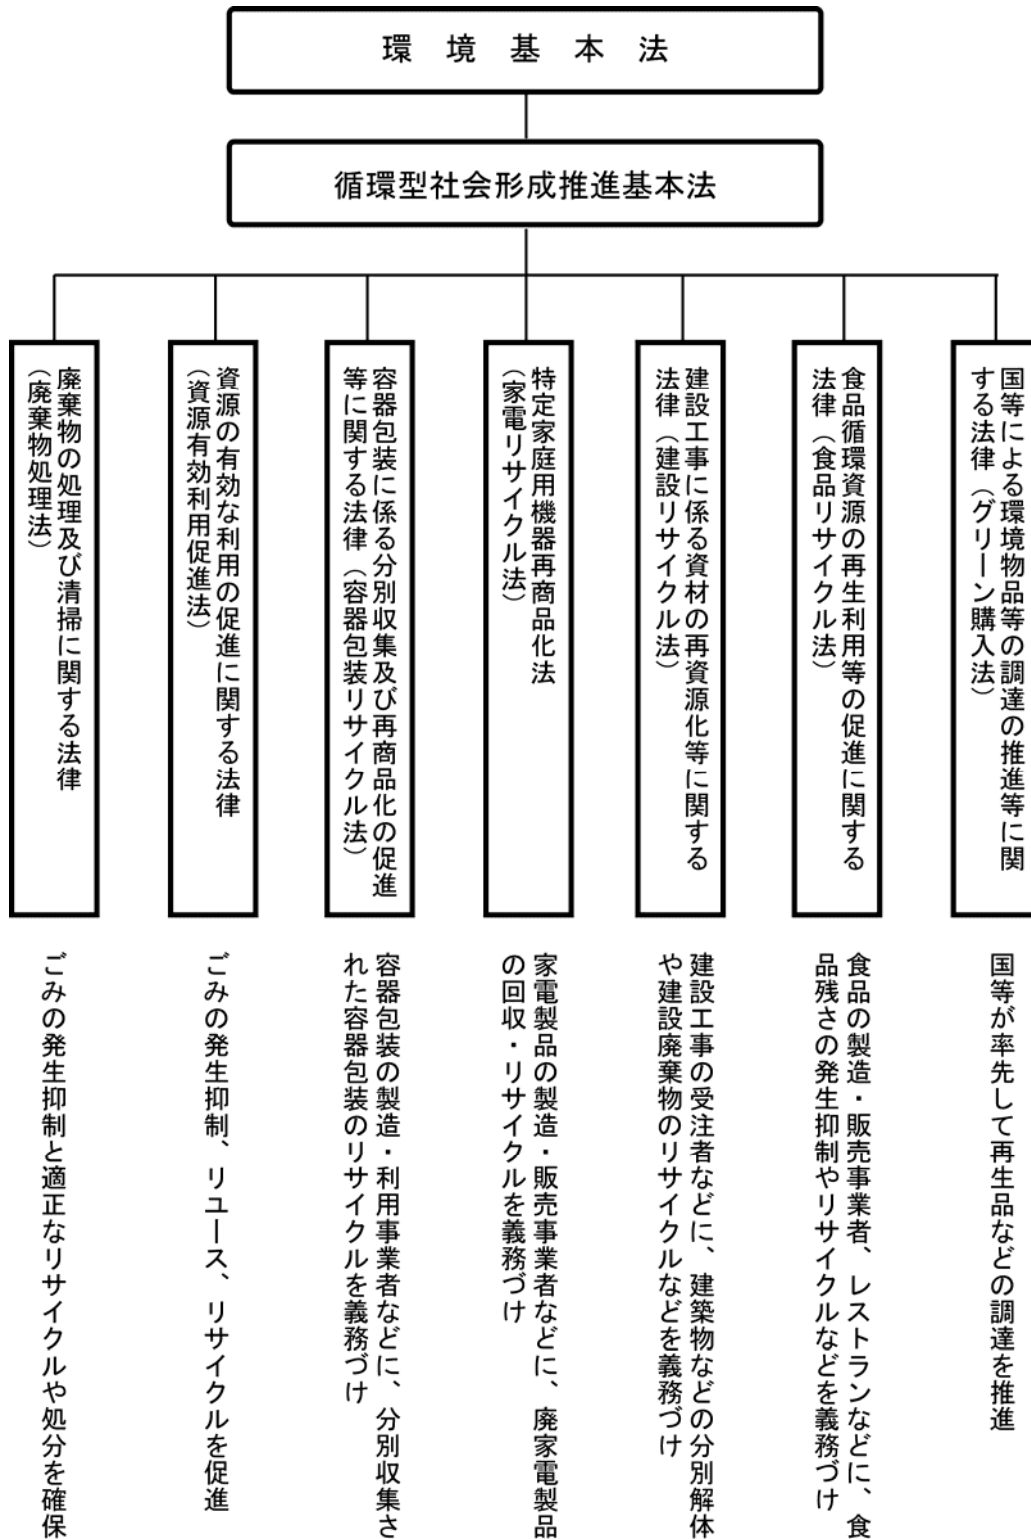 環境基本法
循環型社会形成推進基本法
廃棄物の処理及び清掃に関する法律
（廃棄物処理法）
資源の有効な利用の促進に関する法律
（資源有効利用促進法）
容器包装に係る分別収集及び再商品化の促進
等に関する法律（容器包装リサイクル法）
特定家庭用機器再商品化法
（家電リサイクル法）
建設工事に係る資材の再資源化等に関する
法律（建設リサイクル法）
食品循環資源の再生利用等の促進に関する
法律（食品リサイクル法）
国等による環境物品等の調達の推進等に関
する法律（グリーン購入法）
ごみの発生抑制と適正なリサイクルや処分を確保
ごみの発生抑制、リユース、リサイクルを促進
容器包装の製造・利用事業者などに、分別収集さ
れた容器包装のリサイクルを義務づけ
家電製品の製造・販売事業者などに、廃家電製品
の回収・リサイクルを義務づけ
建設工事の受注者などに、建築物などの分別解体
や建設廃棄物のリサイクルなどを義務づけ
食品の製造・販売事業者、レストランなどに、食
品残さの発生抑制やリサイクルなどを義務づけ
国等が率先して再生品などの調達を推進